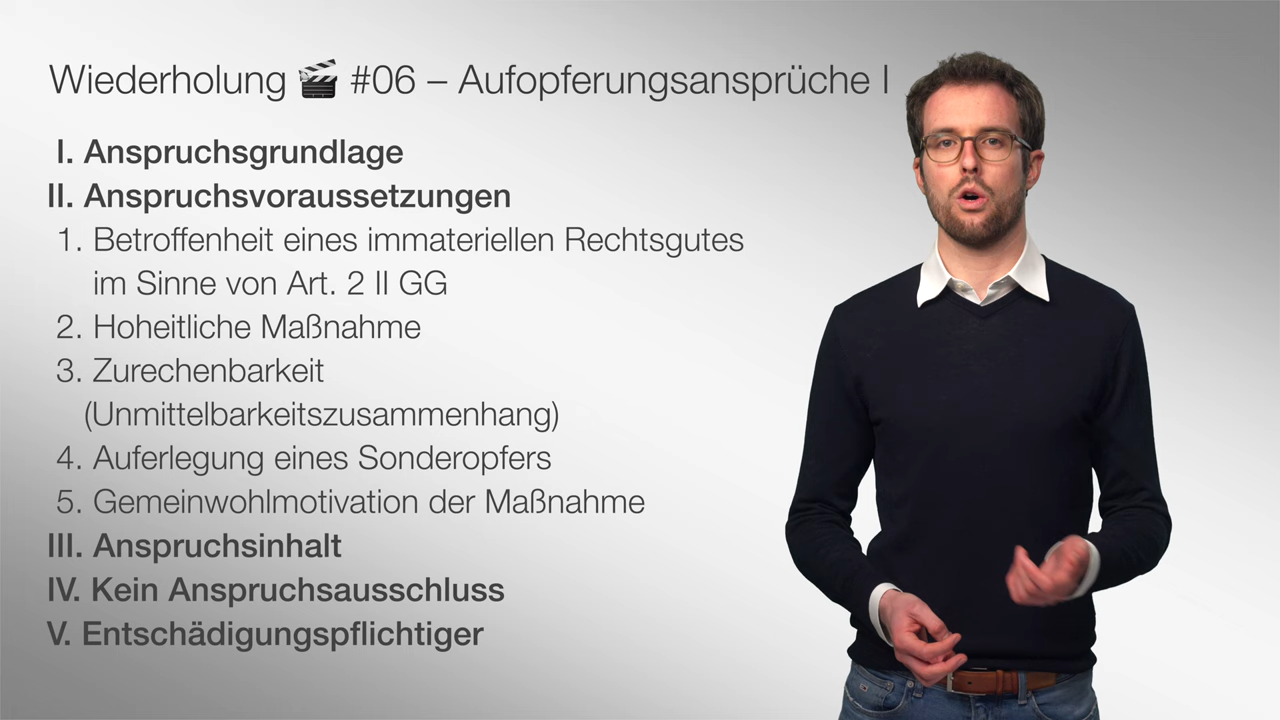 Wiederholung 🎬 #06 – Aufopferungsansprüche I
I. Anspruchsgrundlage
II. Anspruchsvoraussetzungen
1. Betroffenheit eines immateriellen Rechtsgutes
im Sinne von Art. 2 II GG
2. Hoheitliche Maßnahme
3. Zurechenbarkeit
(Unmittelbarkeitszusammenhang)
4. Auferlegung eines Sonderopfers
5. Gemeinwohlmotivation der Maßnahme
III. Anspruchsinhalt
IV. Kein Anspruchsausschluss
V. Entschädigungspflichtiger